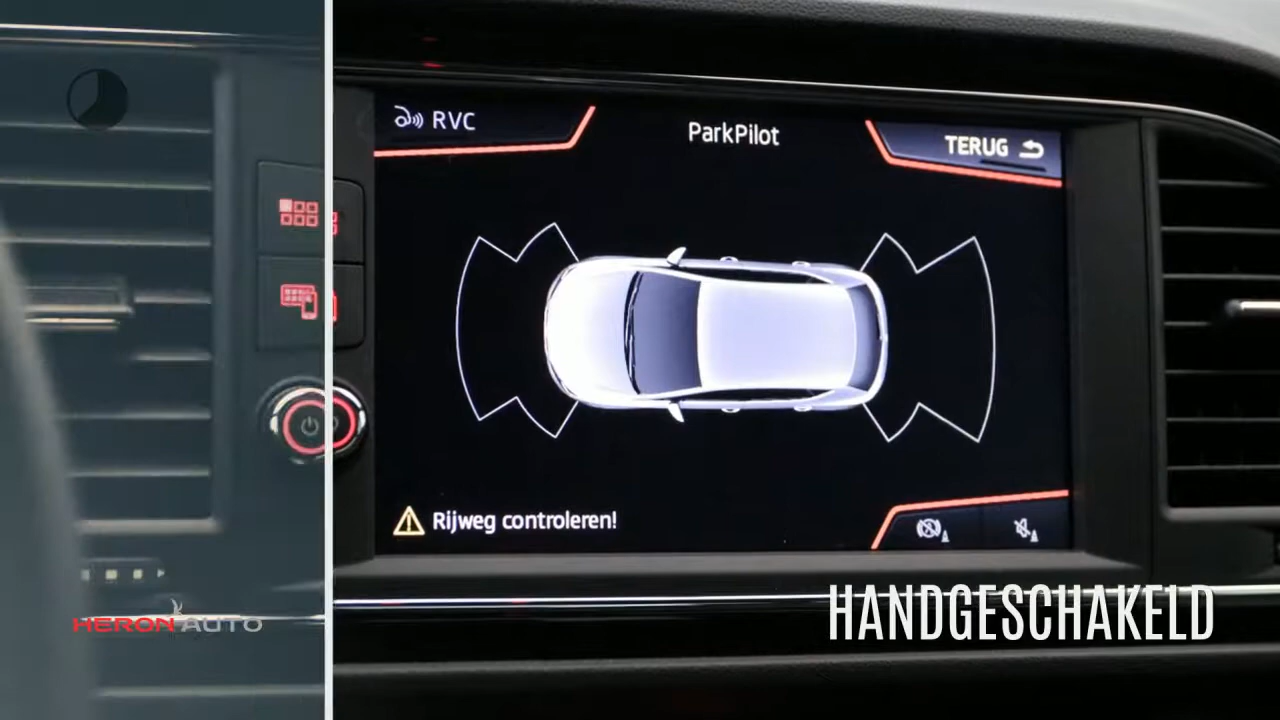 RVC
ParkPilot
TERUG
Rijweg controleren!
HERON AUTO
HANDGESCHAKELD